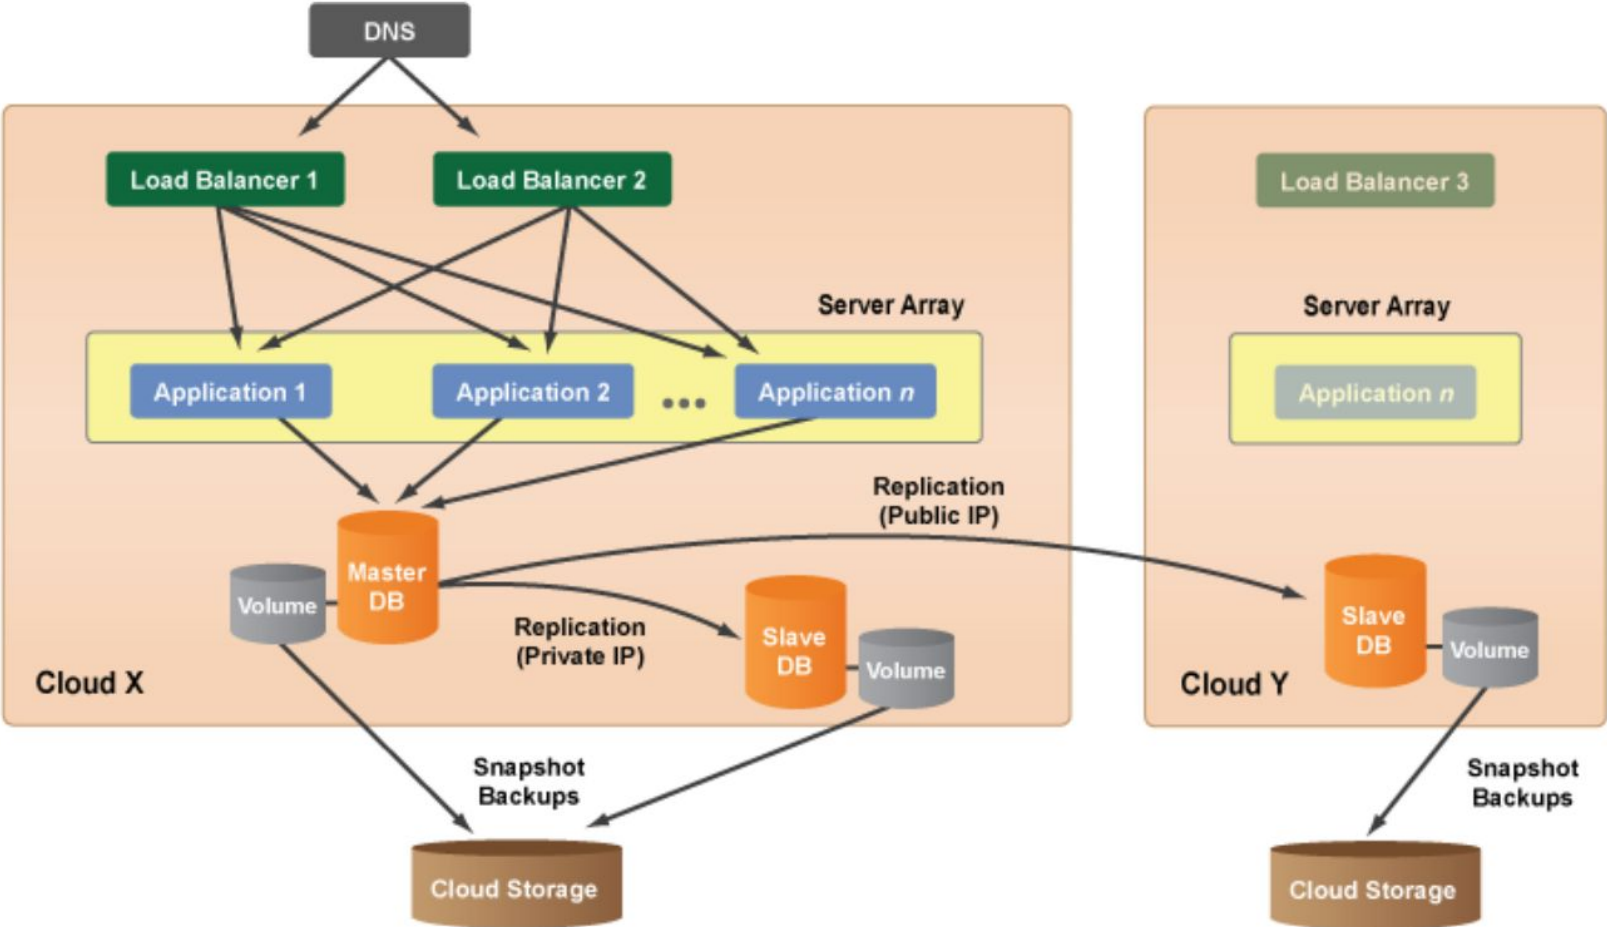 DNS
Load Balancer 1
Load Balancer 2
Load Balancer 3
Server Array
Server Array
Application 1
Application 2
...
Application n
Application n
Replication
(Public IP)
Master
DB
Volume
Replication
(Private IP)
Slave
DB
Volume
Slave
DB
Volume
Cloud X
Cloud Y
Snapshot
Backups
Snapshot
Backups
Cloud Storage
Cloud Storage